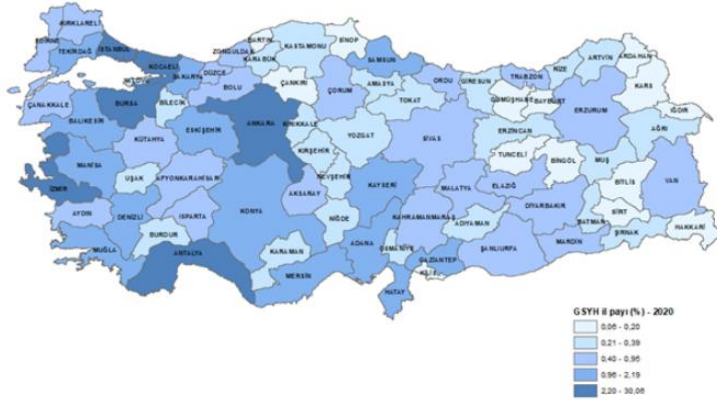 KIRKLARELİ
EDİRNE
TEKİRDAĞ
İSTANBUL
KOCAELİ
SAKARYA
DÜZCE
ZONGULDAK
BARTIN
KARABÜK
KASTAMONU
SİNOP
SAMSUN
ORDU
GİRESUN
TRABZON
RİZE
ARTVİN
ARDAHAN
KARS
IĞDIR
ÇANAKKALE
BALIKESİR
BURSA
YALOVA
BİLECİK
BOLU
ÇANKIRI
ÇORUM
AMASYA
TOKAT
GÜMÜŞHANE
BAYBURT
ERZURUM
AĞRI
KÜTAHYA
ESKİŞEHİR
ANKARA
KIRIKKALE
YOZGAT
SİVAS
ERZİNCAN
TUNCELİ
BİNGÖL
MUŞ
BİTLİS
VAN
MANİSA
İZMİR
UŞAK
AFYONKARAHİSAR
KIRŞEHİR
NEVŞEHİR
KAYSERİ
MALATYA
ELAZIĞ
DİYARBAKIR
BATMAN
SİİRT
ŞIRNAK
HAKKARİ
AYDIN
DENİZLİ
ISPARTA
KONYA
AKSARAY
NİĞDE
KAHRAMANMARAŞ
ADIYAMAN
ŞANLIURFA
MARDİN
MUĞLA
BURDUR
ANTALYA
KARAMAN
MERSİN
ADANA
OSMANİYE
GAZİANTEP
KİLİS
HATAY
GSYH il payı (%) - 2020
0,06 - 0,20
0,21 - 0,39
0,40 - 0,95
0,96 - 2,19
2,20 - 30,06